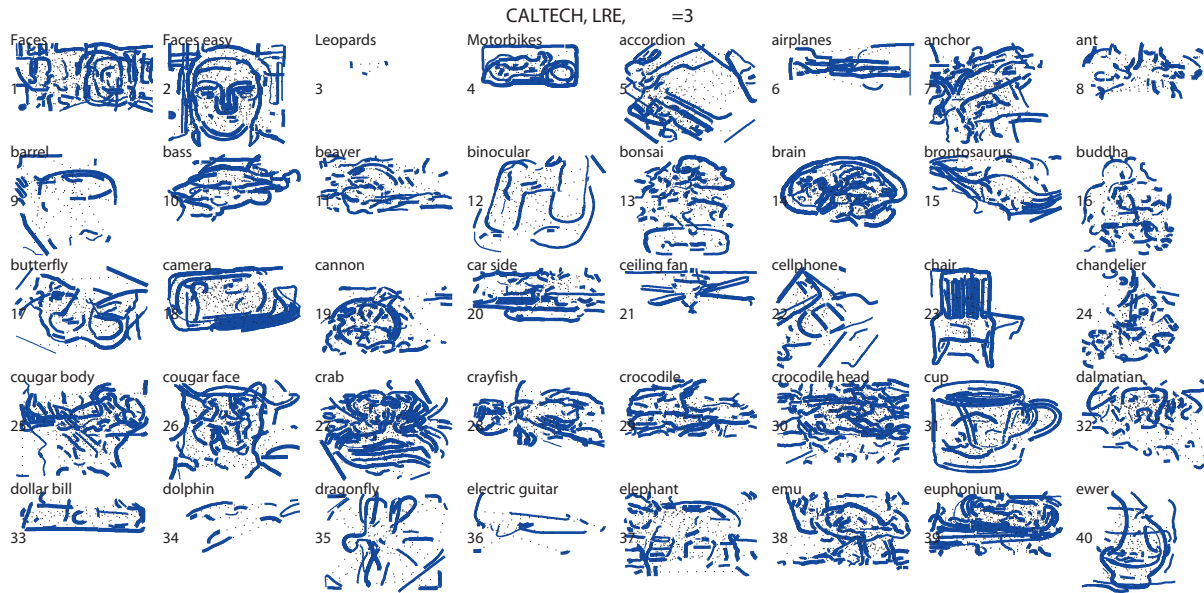 CALTECH, LRE, =3
Faces Faces easy Leopards Motorbikes accordion airplanes anchor ant
1 2 3 4 5 6 7 8
barrel bass beaver binocular bonsai brain brontosaurus buddha
9 10 11 12 13 14 15 16
butterfly camera cannon car side ceiling fan cellphone chair chandelier
17 18 19 20 21 22 23 24
cougar body cougar face crab crayfish crocodile crocodile head cup dalmatian
25 26 27 28 29 30 31 32
dollar bill dolphin dragonfly electric guitar elephant emu euphonium ewer
33 34 35 36 37 38 39 40